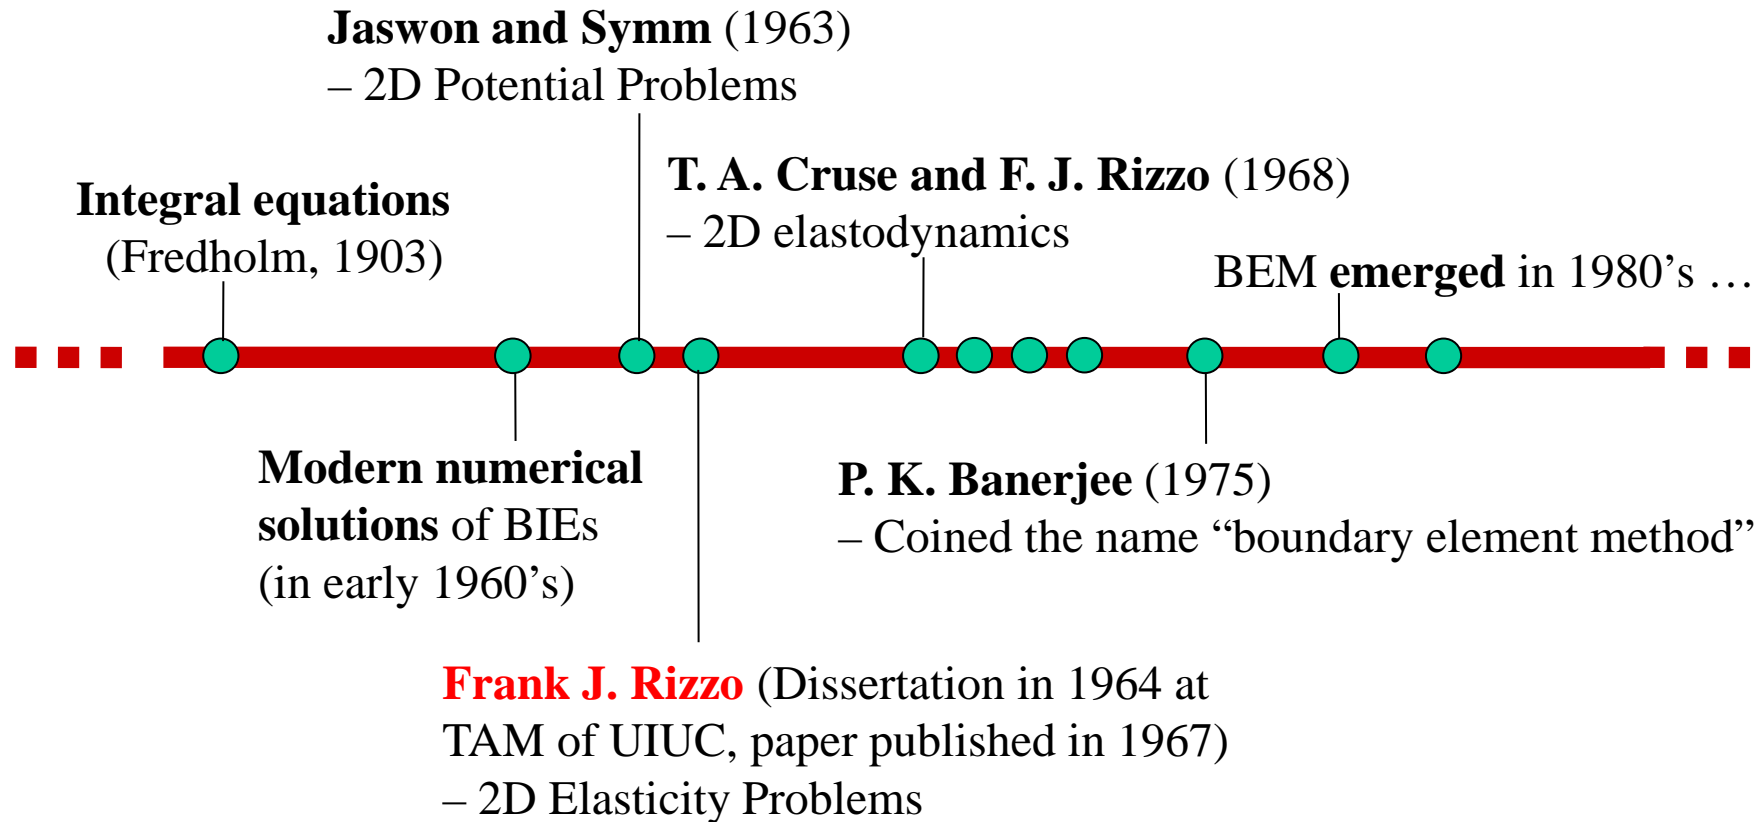 Jaswon and Symm (1963)
– 2D Potential Problems
T. A. Cruse and F. J. Rizzo (1968)
– 2D elastodynamics
Integral equations
(Fredholm, 1903)
BEM emerged in 1980’s …
Modern numerical
solutions of BIEs
(in early 1960’s)
P. K. Banerjee (1975)
– Coined the name “boundary element method”
Frank J. Rizzo (Dissertation in 1964 at
TAM of UIUC, paper published in 1967)
– 2D Elasticity Problems